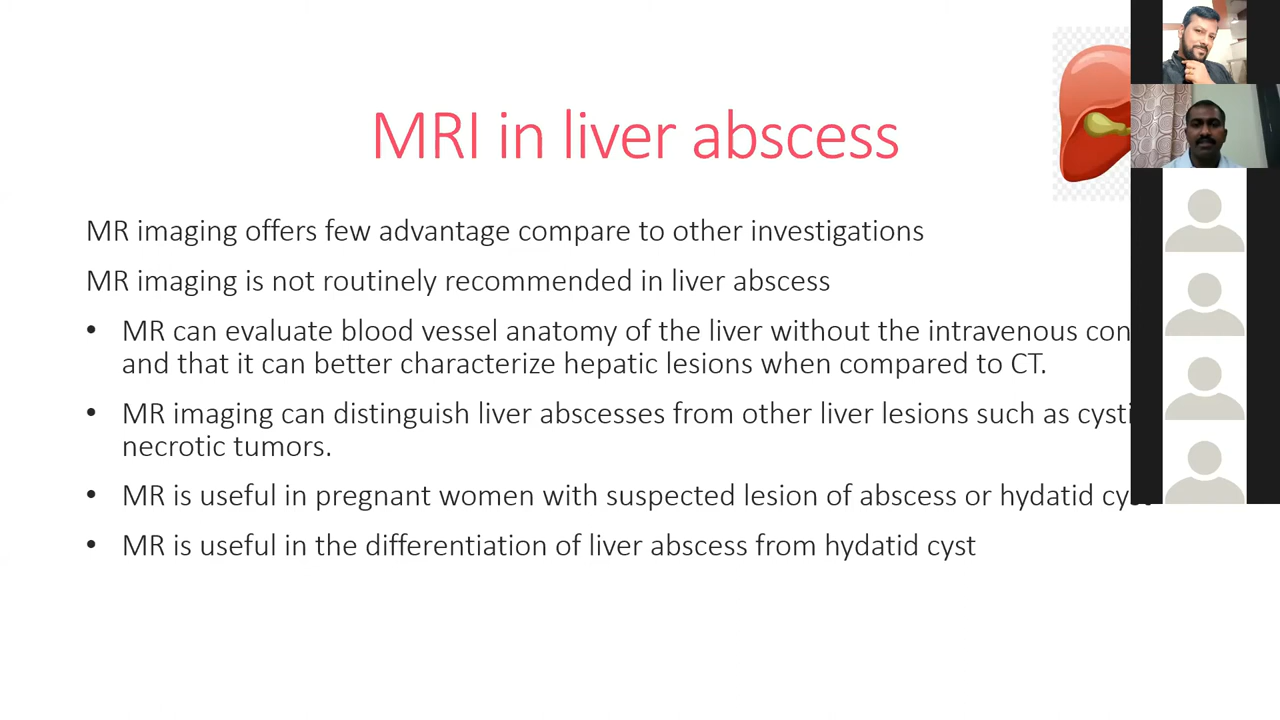 MRI in liver abscess
MR imaging offers few advantage compare to other investigations
MR imaging is not routinely recommended in liver abscess
• MR can evaluate blood vessel anatomy of the liver without the intravenous
and that it can better characterize hepatic lesions when compared to CT.
• MR imaging can distinguish liver abscesses from other liver lesions such as
necrotic tumors.
• MR is useful in pregnant women with suspected lesion of abscess or hydatid cyst
• MR is useful in the differentiation of liver abscess from hydatid cyst